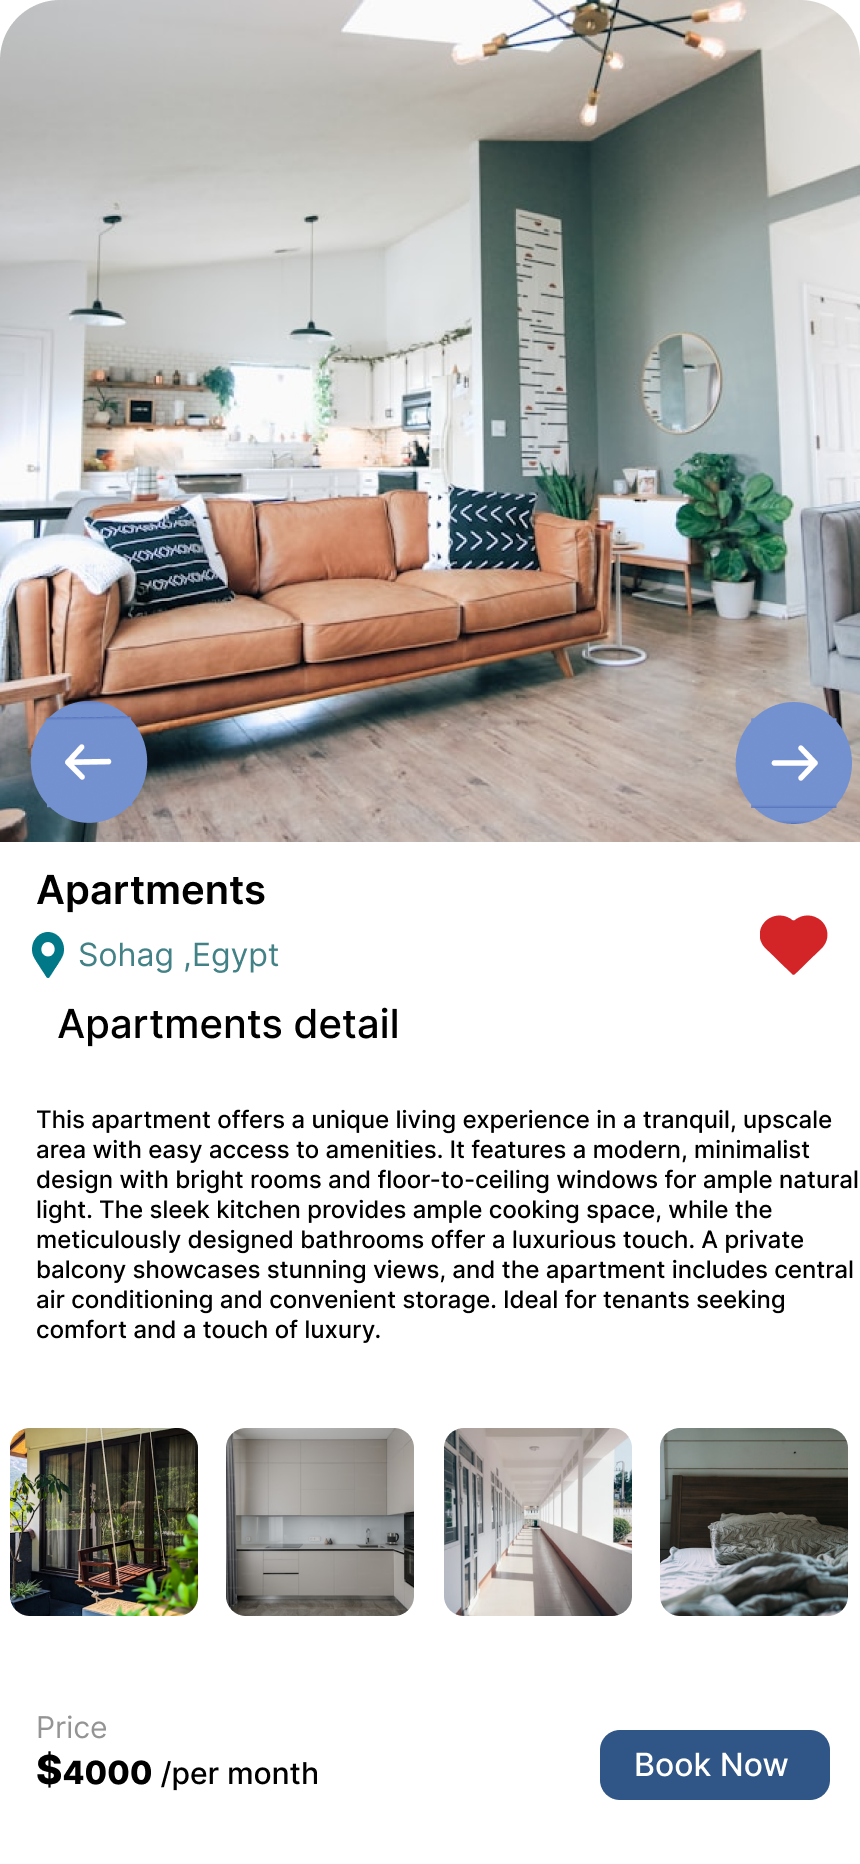 Apartments
Sohag ,Egypt
Apartments detail
This apartment offers a unique living experience in a tranquil, upscale
area with easy access to amenities. It features a modern, minimalist
design with bright rooms and floor-to-ceiling windows for ample natural
light. The sleek kitchen provides ample cooking space, while the
meticulously designed bathrooms offer a luxurious touch. A private
balcony showcases stunning views, and the apartment includes central
air conditioning and convenient storage. Ideal for tenants seeking
comfort and a touch of luxury.
Price
$4000 /per month
Book Now